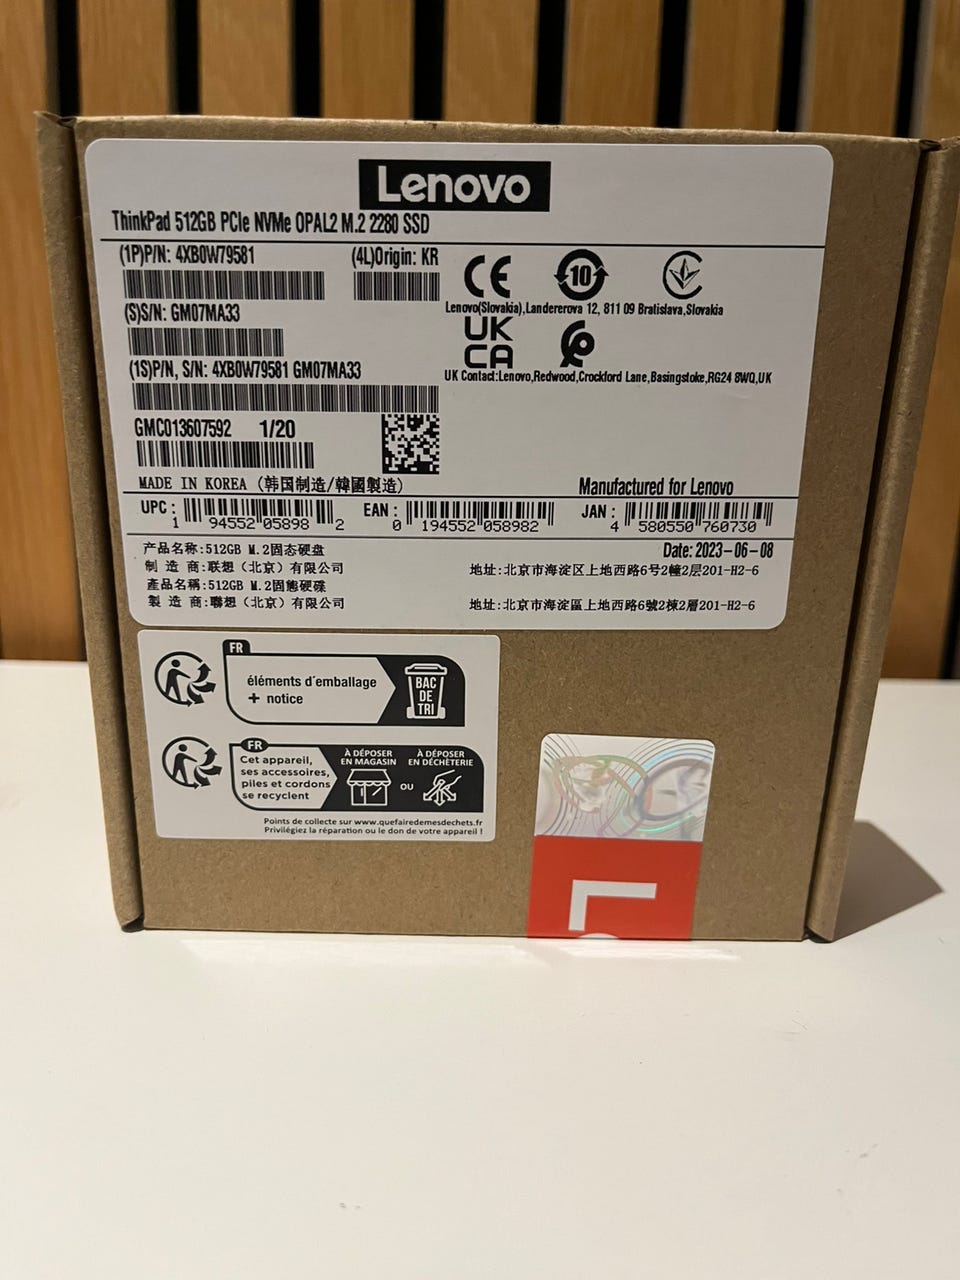 Lenovo
ThinkPad 512GB PCIe NVMe OPAL2 M.2 2280 SSD
(1P)P/N: 4XB0W79581 (4L)Origin: KR
(S)S/N: GM07MA33
(1S)P/N, S/N: 4XB0W79581 GM07MA33
GMC013607592 1/20
CE 10
Lenovo(Slovakia),Landererova 12, 811 09 Bratislava,Slovakia
UK
CA
UK Contact:Lenovo,Redwood,Crockford Lane,Basingstoke,RG24 8WQ,UK
MADE IN KOREA (韩国制造/韓國製造) Manufactured for Lenovo
UPC : 1 94552 05898 2 EAN : 0 194552 058982 JAN : 4 580550 760730
产品名称:512GB M.2固态硬盘 Date: 2023-06-08
制 造 商:联想（北京）有限公司 地址:北京市海淀区上地西路6号2幢2层201-H2-6
產品名稱:512GB M.2固態硬碟
製 造 商:聯想（北京）有限公司 地址:北京市海淀區上地西路6號2棟2層201-H2-6
FR
éléments d'emballage
+ notice
BAC
DE
TRI
FR
Cet appareil,
ses accessoires,
piles et cordons
se recyclent
À DÉPOSER
EN MAGASIN
OU
À DÉPOSER
EN DÉCHÈTERIE
Points de collecte sur www.quefairedemesdechets.fr
Privilégiez la réparation ou le don de votre appareil !
L